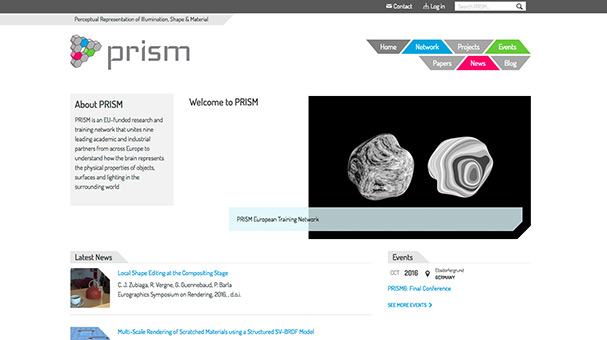 Contact Log in Search PRISM...
Perceptual Representation of Illumination, Shape & Material
prism
Home Network Projects Events
Papers News Blog
About PRISM
PRISM is an EU-funded research and
training network that unites nine
leading academic and industrial
partners from across Europe to
understand how the brain represents
the physical properties of objects,
surfaces and lighting in the
surrounding world
Welcome to PRISM
PRISM European Training Network
Latest News
Local Shape Editing at the Compositing Stage
C. J. Zubiaga, R. Vergne, G. Guennebaud, P. Barla
Eurographics Symposium on Rendering, 2016, , d.o.i.
Multi-Scale Rendering of Scratched Materials using a Structured SV-BRDF Model
Events
OCT 2016
GERMANY
PRISM6: Final Conference
SEE MORE EVENTS